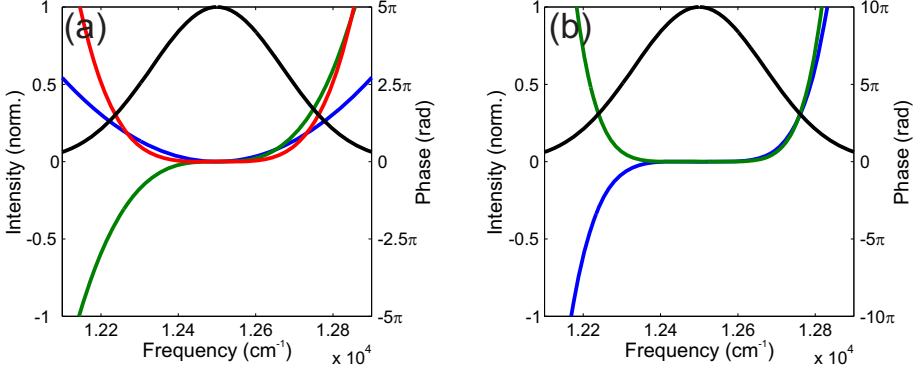 (a)
1
0.5
0
-0.5
-1
Intensity (norm.)
5π
2.5π
0
-2.5π
-5π
Phase (rad)
1.22 1.24 1.26 1.28
Frequency (cm⁻¹)
x 10⁴
(b)
1
0.5
0
-0.5
-1
Intensity (norm.)
10π
5π
0
-5π
-10π
Phase (rad)
1.22 1.24 1.26 1.28
Frequency (cm⁻¹)
x 10⁴